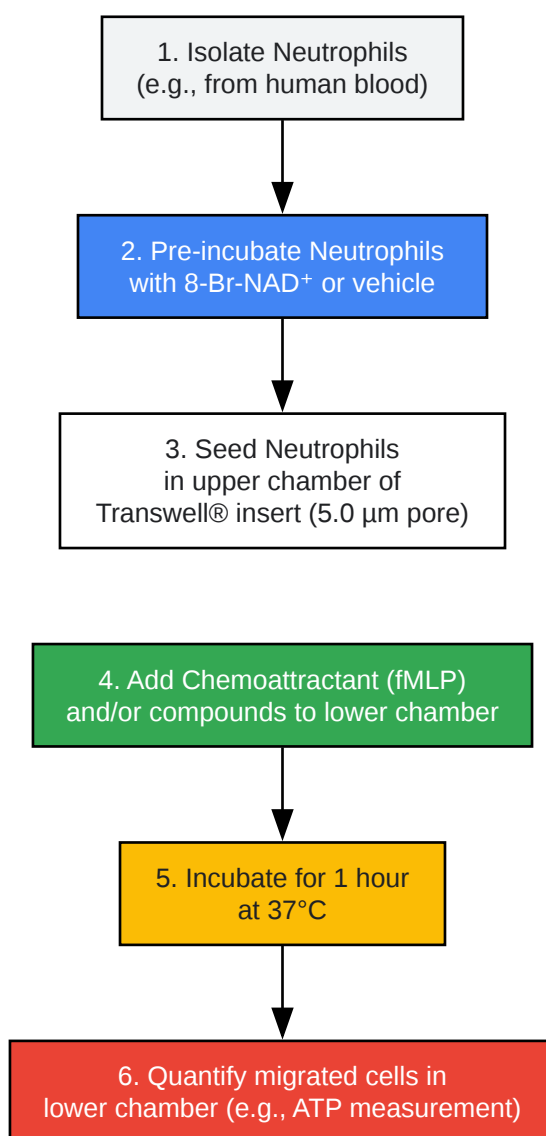 1. Isolate Neutrophils
(e.g., from human blood)
2. Pre-incubate Neutrophils
with 8-Br-NAD⁺ or vehicle
3. Seed Neutrophils
in upper chamber of
Transwell® insert (5.0 µm pore)
4. Add Chemoattractant (fMLP)
and/or compounds to lower chamber
5. Incubate for 1 hour
at 37°C
6. Quantify migrated cells in
lower chamber (e.g., ATP measurement)